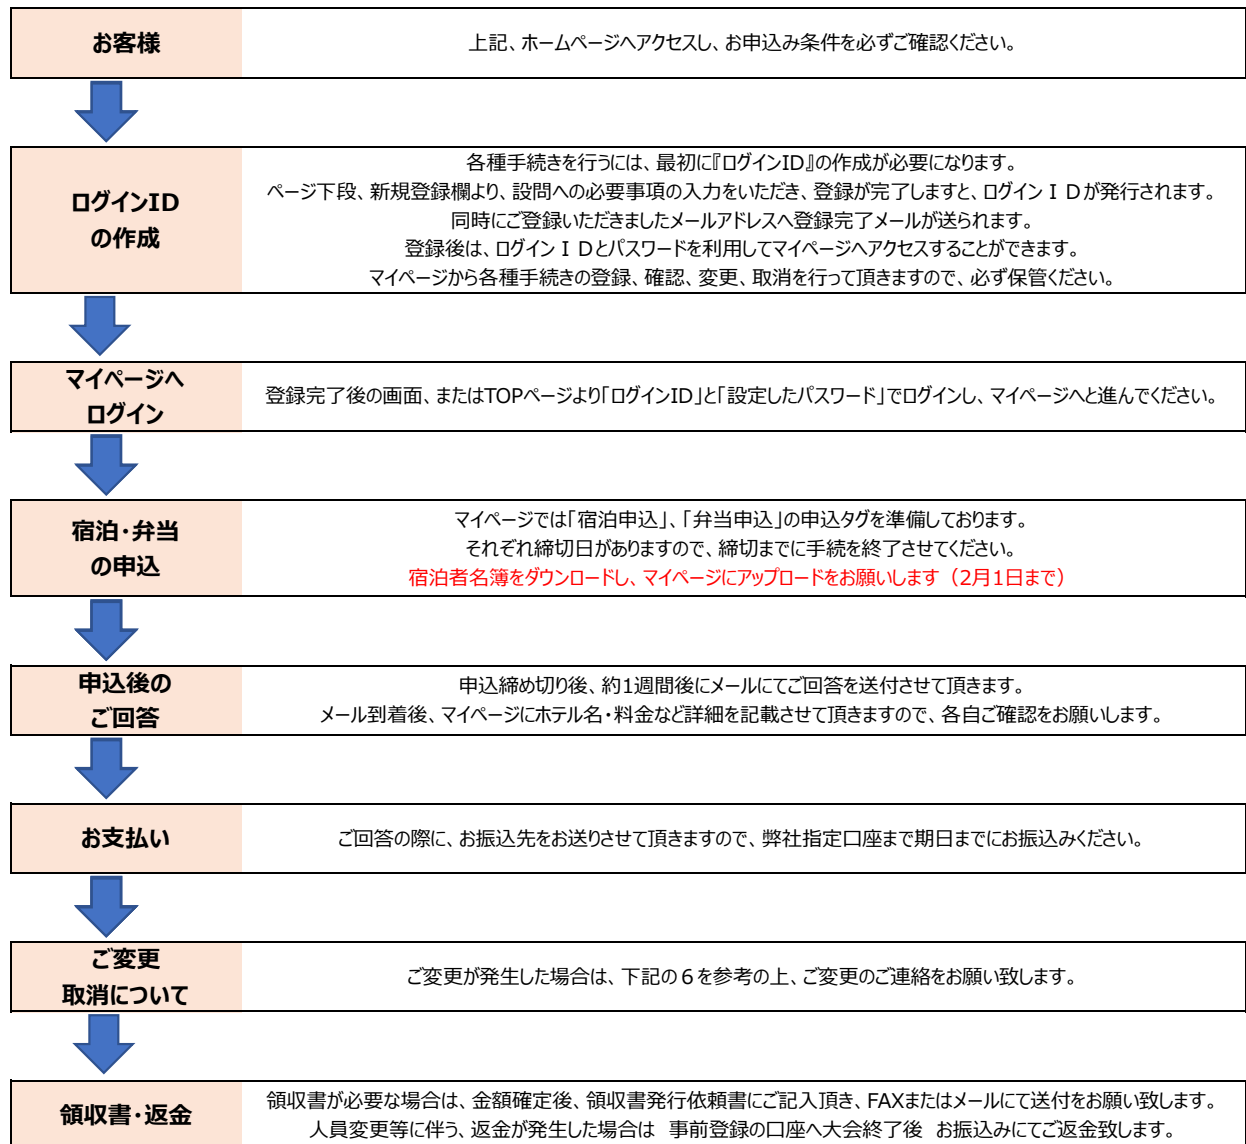 お客様
上記、ホームページへアクセスし、お申込み条件を必ずご確認ください。
ログインID
の作成
各種手続きを行うには、最初に『ログインID』の作成が必要になります。
ページ下段、新規登録欄より、設問への必要事項の入力をいただき、登録が完了しますと、ログインＩＤが発行されます。
同時にご登録いただきましたメールアドレスへ登録完了メールが送られます。
登録後は、ログインＩＤとパスワードを利用してマイページへアクセスすることができます。
マイページから各種手続きの登録、確認、変更、取消を行って頂きますので、必ず保管ください。
マイページへ
ログイン
登録完了後の画面、またはTOPページより「ログインID」と「設定したパスワード」でログインし、マイページへと進んでください。
宿泊・弁当
の申込
マイページでは「宿泊申込」、「弁当申込」の申込タグを準備しております。
それぞれ締切日がありますので、締切までに手続を終了させてください。
宿泊者名簿をダウンロードし、マイページにアップロードをお願いします（2月1日まで）
申込後の
ご回答
申込締め切り後、約1週間後にメールにてご回答を送付させて頂きます。
メール到着後、マイページにホテル名・料金など詳細を記載させて頂きますので、各自ご確認をお願いします。
お支払い
ご回答の際に、お振込先をお送りさせて頂きますので、弊社指定口座まで期日までにお振込みください。
ご変更
取消について
ご変更が発生した場合は、下記の６を参考の上、ご変更のご連絡をお願い致します。
領収書・返金
領収書が必要な場合は、金額確定後、領収書発行依頼書にご記入頂き、FAXまたはメールにて送付をお願い致します。
人員変更等に伴う、返金が発生した場合は　事前登録の口座へ大会終了後　お振込みにてご返金致します。